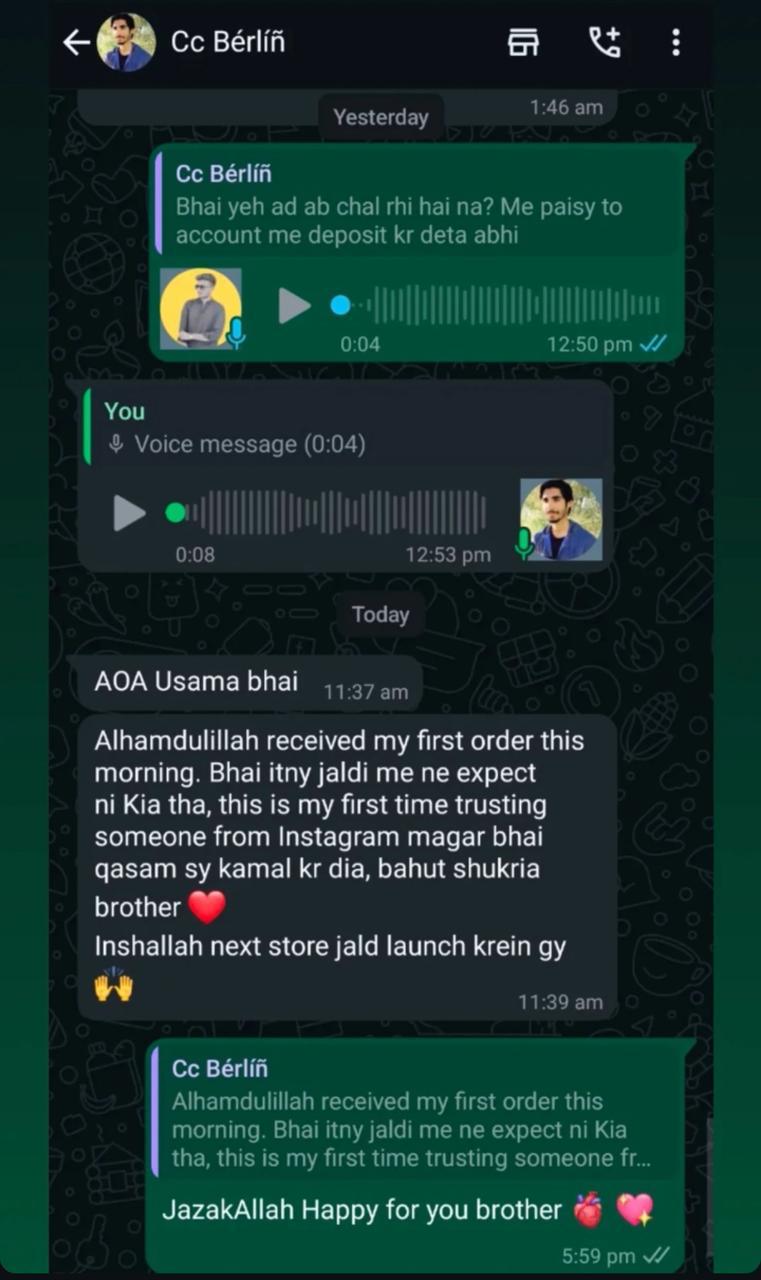 Cc Bérlíñ
1:46 am
Yesterday
Cc Bérlíñ
Bhai yeh ad ab chal rhi hai na? Me paisy to
account me deposit kr deta abhi
0:04
12:50 pm
You
Voice message (0:04)
0:08
12:53 pm
Today
AOA Usama bhai
11:37 am
Alhamdulillah received my first order this
morning. Bhai itny jaldi me ne expect
ni Kia tha, this is my first time trusting
someone from Instagram magar bhai
qasam sy kamal kr dia, bahut shukria
brother ❤️
Inshallah next store jald launch krein gy
🙌
11:39 am
Cc Bérlíñ
Alhamdulillah received my first order this
morning. Bhai itny jaldi me ne expect ni Kia
tha, this is my first time trusting someone fr...
JazakAllah Happy for you brother 🫀 💖
5:59 pm